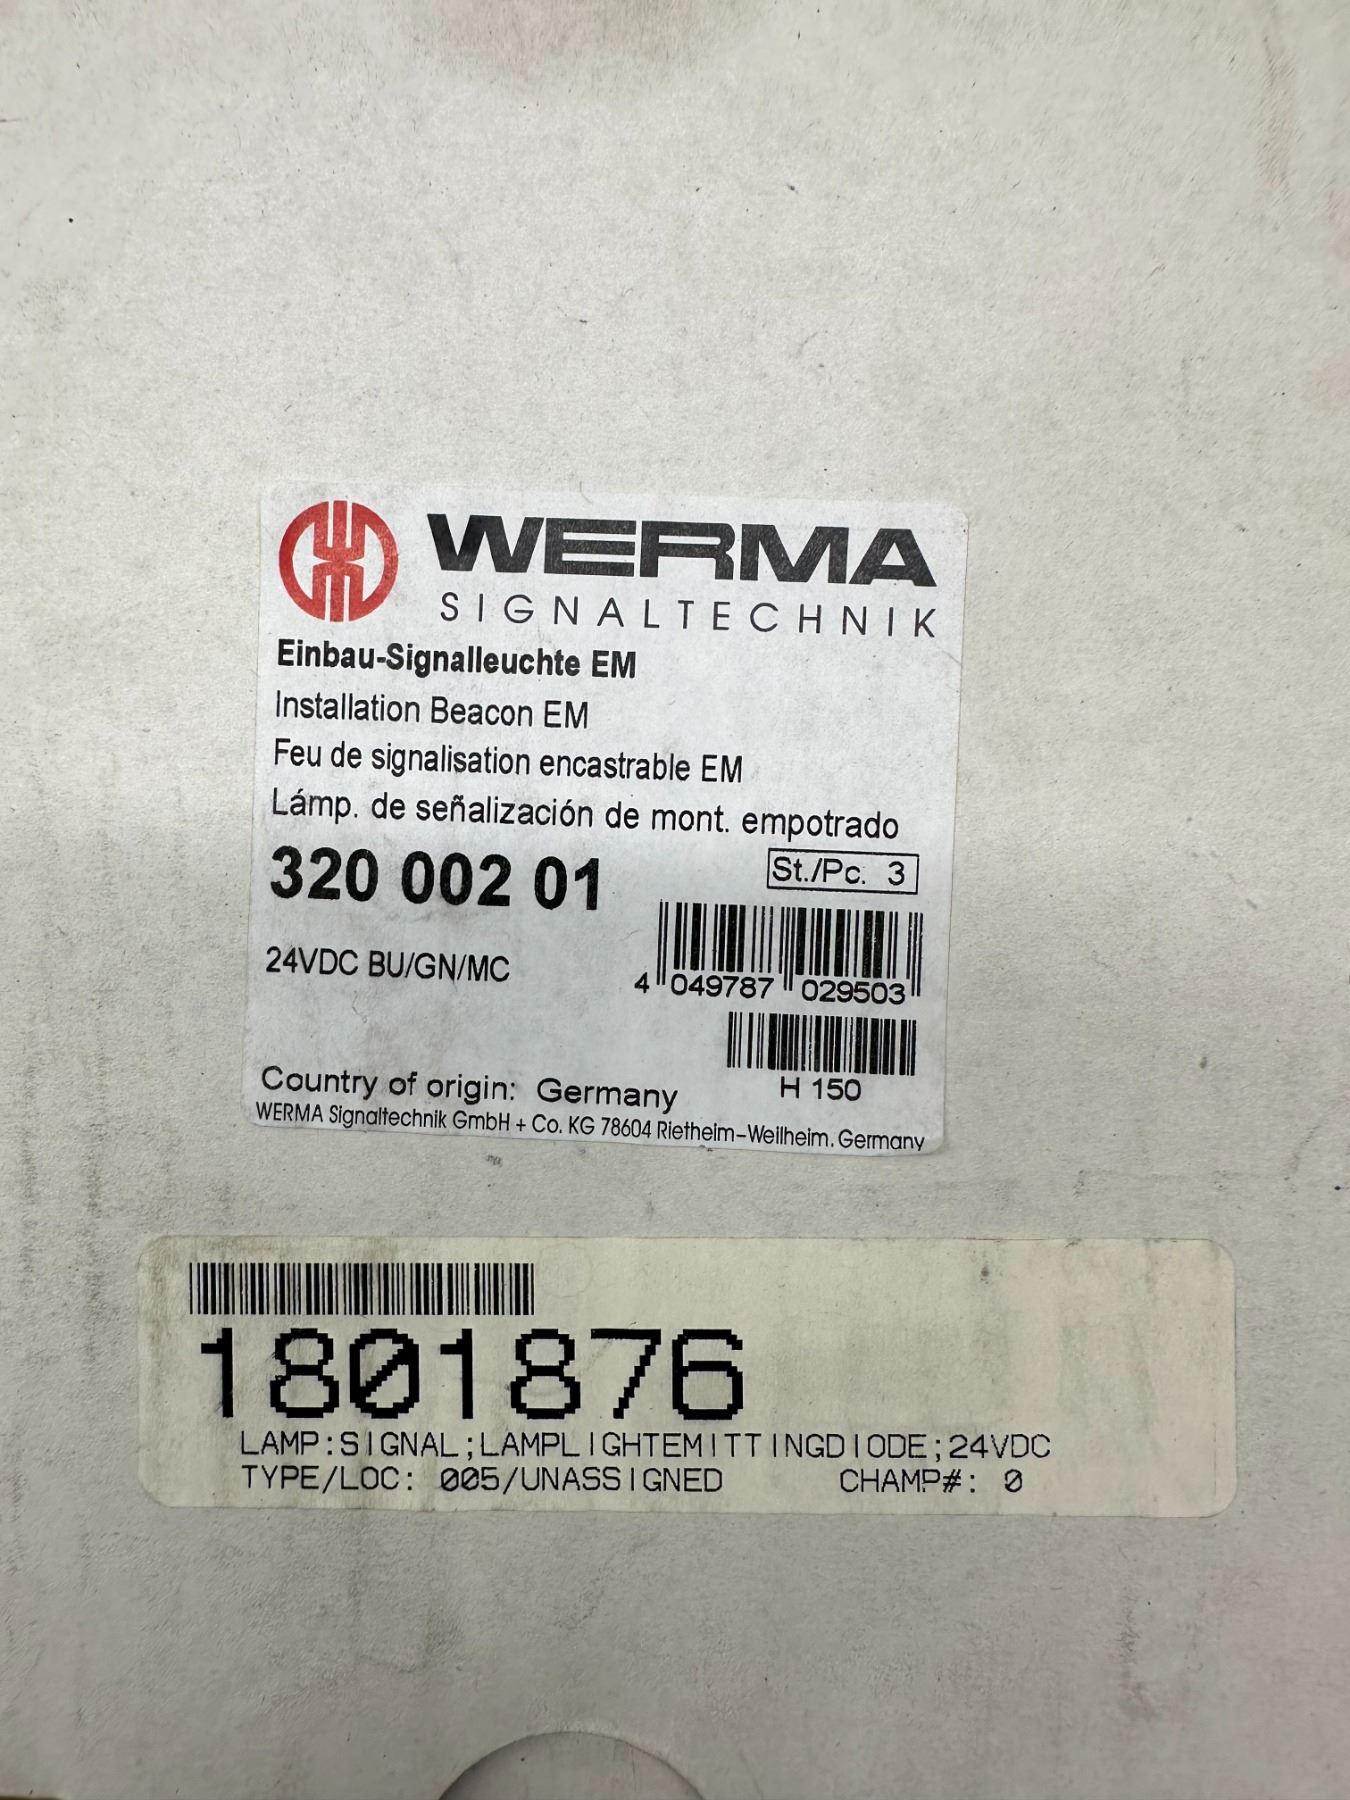 WERMA
SIGNALTECHNIK
Einbau-Signalleuchte EM
Installation Beacon EM
Feu de signalisation encastrable EM
Lámp. de señalización de mont. empotrado
320 002 01
St./Pc. 3
24VDC BU/GN/MC
4 049787 029503
H 150
Country of origin: Germany
WERMA Signaltechnik GmbH + Co. KG 78604 Rietheim-Weilheim. Germany
1801876
LAMP:SIGNAL;LAMPLIGHTEMITTINGDIODE;24VDC
TYPE/LOC: 005/UNASSIGNED CHAMP#: 0